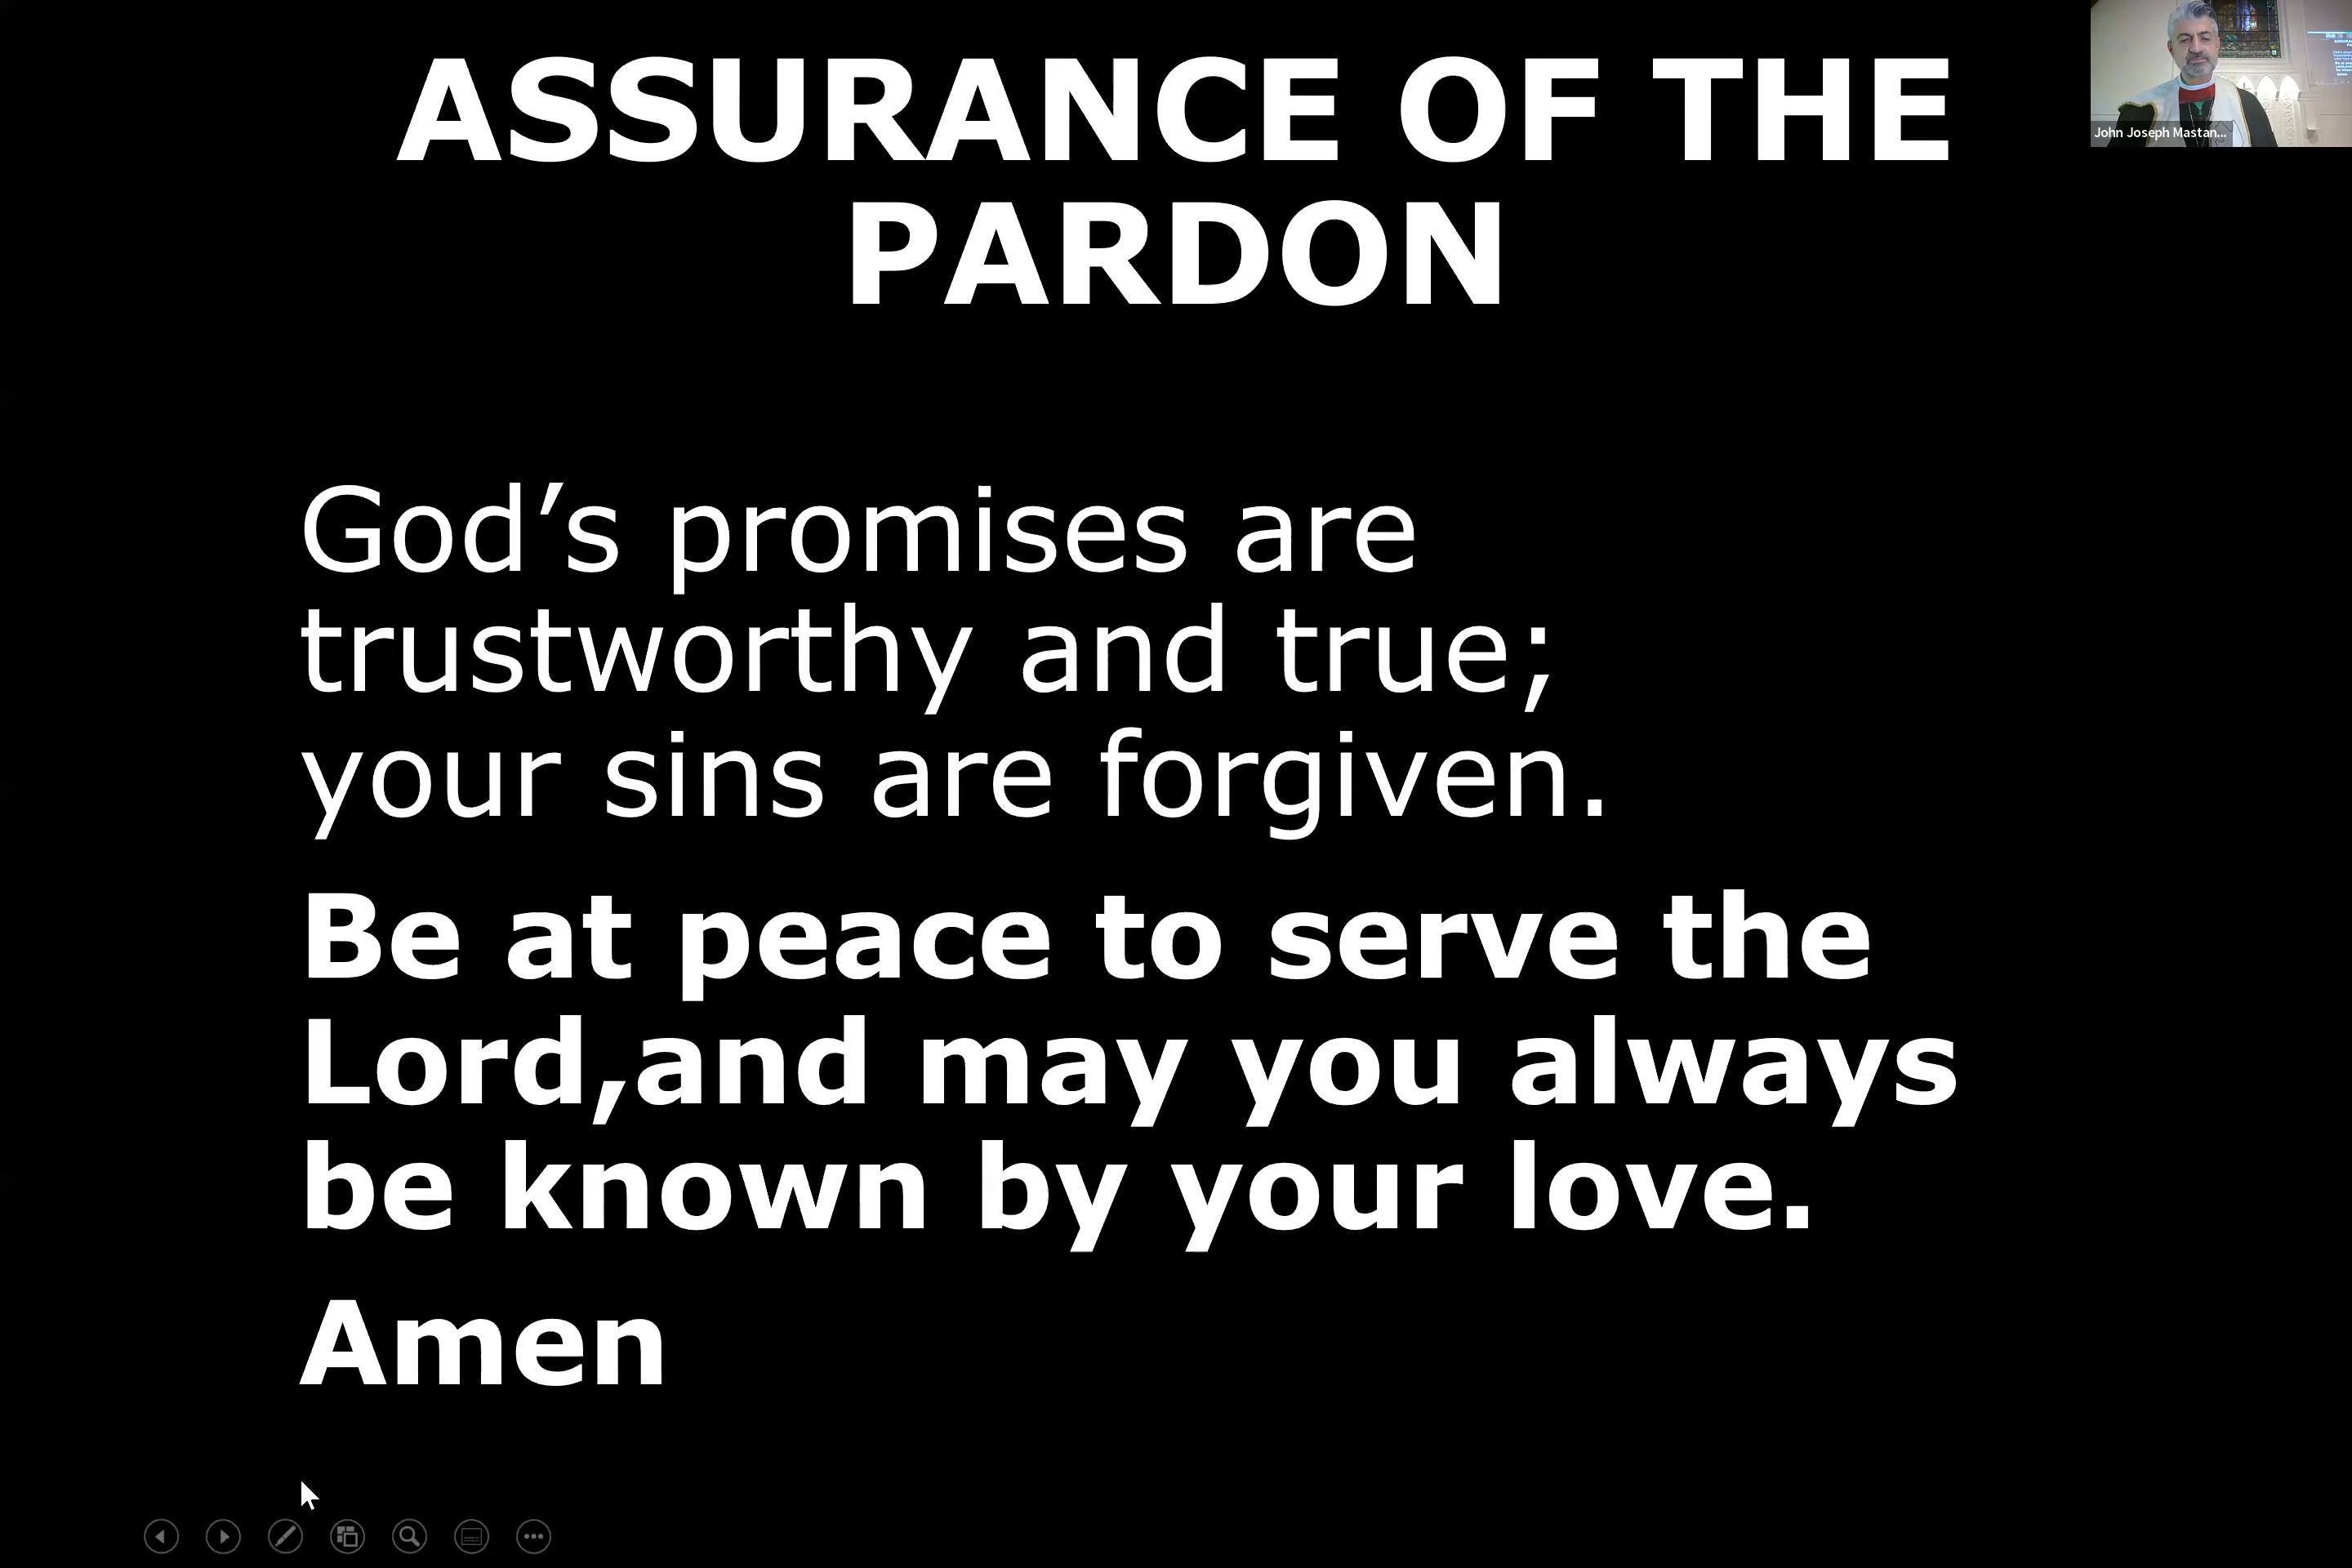 ASSURANCE OF THE
PARDON
John Joseph Mastan...
God’s promises are
trustworthy and true;
your sins are forgiven.
Be at peace to serve the
Lord,and may you always
be known by your love.
Amen